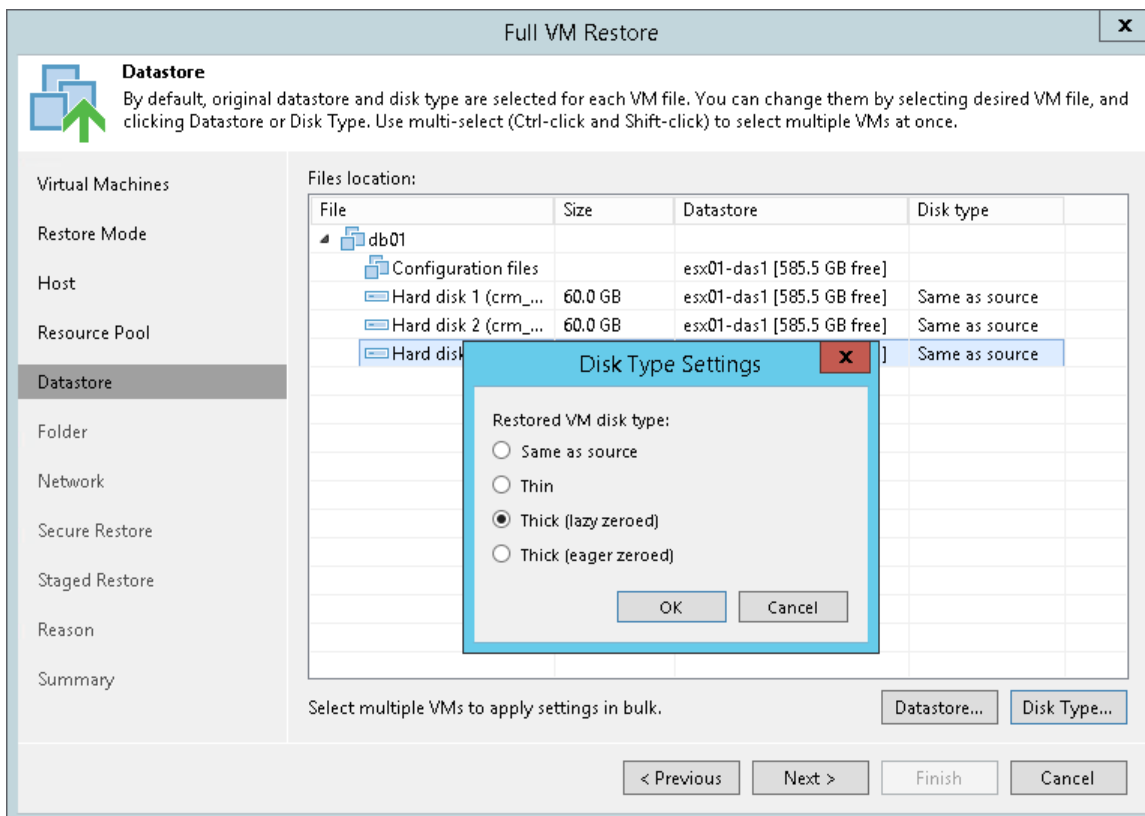 Full VM Restore
x
Datastore
By default, original datastore and disk type are selected for each VM file. You can change them by selecting desired VM file, and
clicking Datastore or Disk Type. Use multi-select (Ctrl-click and Shift-click) to select multiple VMs at once.
Virtual Machines
Restore Mode
Host
Resource Pool
Datastore
Folder
Network
Secure Restore
Staged Restore
Reason
Summary
Files location:
File Size Datastore Disk type
db01
Configuration files esx01-das1 [585.5 GB free]
Hard disk 1 (crm_... 60.0 GB esx01-das1 [585.5 GB free] Same as source
Hard disk 2 (crm_... 60.0 GB esx01-das1 [585.5 GB free] Same as source
Hard disk ] Same as source
Disk Type Settings
x
Restored VM disk type:
Same as source
Thin
Thick (lazy zeroed)
Thick (eager zeroed)
OK Cancel
Select multiple VMs to apply settings in bulk.
Datastore... Disk Type...
< Previous Next > Finish Cancel